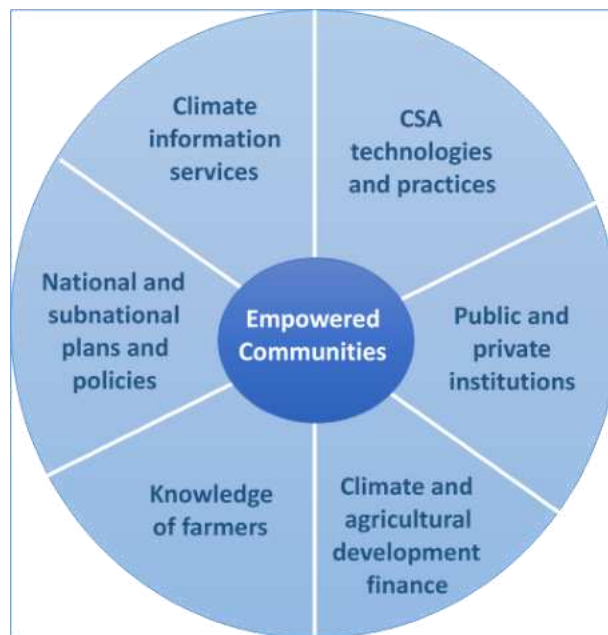 Climate
information
services
CSA
technologies
and practices
National and
subnational
plans and
policies
Empowered
Communities
Public and
private
institutions
Knowledge
of farmers
Climate and
agricultural
development
finance